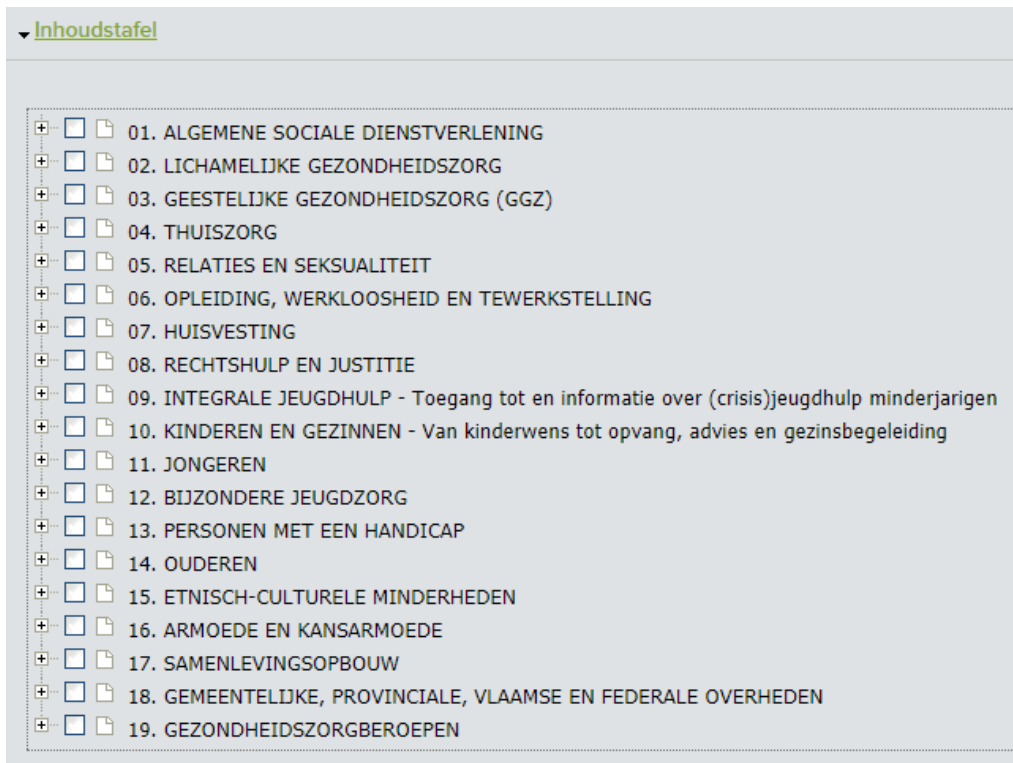 Inhoudstafel
01. ALGEMENE SOCIALE DIENSTVERLENING
02. LICHAMELIJKE GEZONDHEIDSZORG
03. GEESTELIJKE GEZONDHEIDSZORG (GGZ)
04. THUISZORG
05. RELATIES EN SEKSUALITEIT
06. OPLEIDING, WERKLOOSHEID EN TEWERKSTELLING
07. HUISVESTING
08. RECHTSHULP EN JUSTITIE
09. INTEGRALE JEUGDHULP - Toegang tot en informatie over (crisis)jeugdhulp minderjarigen
10. KINDEREN EN GEZINNEN - Van kinderwens tot opvang, advies en gezinsbegeleiding
11. JONGEREN
12. BIJZONDERE JEUGDZORG
13. PERSONEN MET EEN HANDICAP
14. OUDEREN
15. ETNISCH-CULTURELE MINDERHEDEN
16. ARMOEDE EN KANSARMOEDE
17. SAMENLEVINGSOPBOUW
18. GEMEENTELIJKE, PROVINCIALE, VLAAMSE EN FEDERALE OVERHEDEN
19. GEZONDHEIDSZORGBEROEPEN